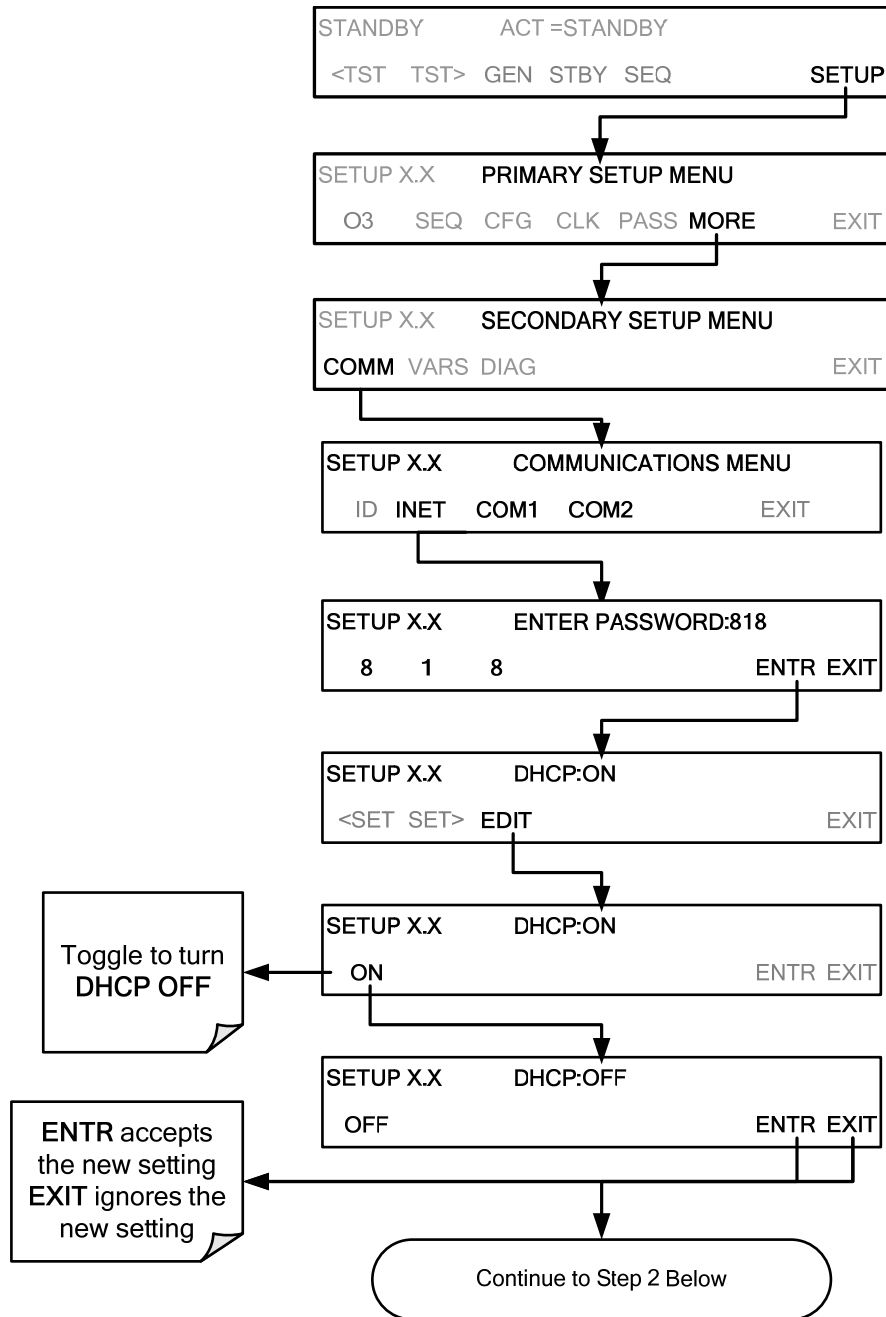 STANDBY ACT =STANDBY
<TST TST> GEN STBY SEQ SETUP
SETUP X.X PRIMARY SETUP MENU
O3 SEQ CFG CLK PASS MORE EXIT
SETUP X.X SECONDARY SETUP MENU
COMM VARS DIAG EXIT
SETUP X.X COMMUNICATIONS MENU
ID INET COM1 COM2 EXIT
SETUP X.X ENTER PASSWORD:818
8 1 8 ENTR EXIT
SETUP X.X DHCP:ON
<SET SET> EDIT EXIT
SETUP X.X DHCP:ON
ON ENTR EXIT
Toggle to turn
DHCP OFF
SETUP X.X DHCP:OFF
OFF ENTR EXIT
ENTR accepts
the new setting
EXIT ignores the
new setting
Continue to Step 2 Below